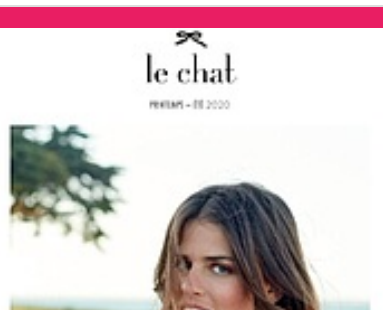 le chat
PRINTEMPS – ÉTÉ 2020